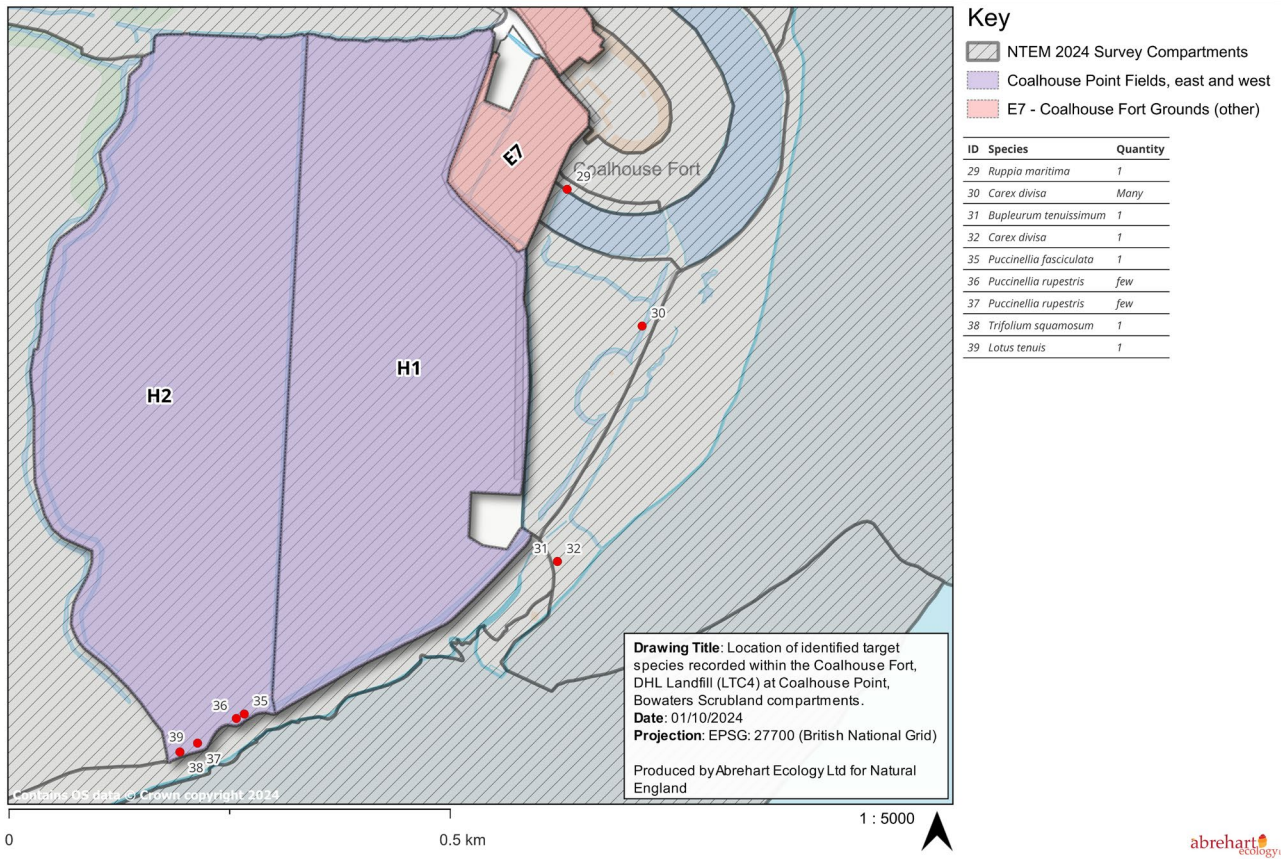 Key
NTEM 2024 Survey Compartments
Coalhouse Point Fields, east and west
E7 - Coalhouse Fort Grounds (other)
ID Species Quantity
29 Ruppia maritima 1
30 Carex divisa Many
31 Bupleurum tenuissimum 1
32 Carex divisa 1
35 Puccinellia fasciculata 1
36 Puccinellia rupestris few
37 Puccinellia rupestris few
38 Trifolium squamosum 1
39 Lotus tenuis 1
E7
Coalhouse Fort
29
30
H1
H2
31
32
35
36
39
37
38
Drawing Title: Location of identified target
species recorded within the Coalhouse Fort,
DHL Landfill (LTC4) at Coalhouse Point,
Bowaters Scrubland compartments.
Date: 01/10/2024
Projection: EPSG: 27700 (British National Grid)
Produced by Abrehart Ecology Ltd for Natural
England
Contains OS data © Crown copyright 2024
0
0.5 km
1 : 5000
abrehart
ecology